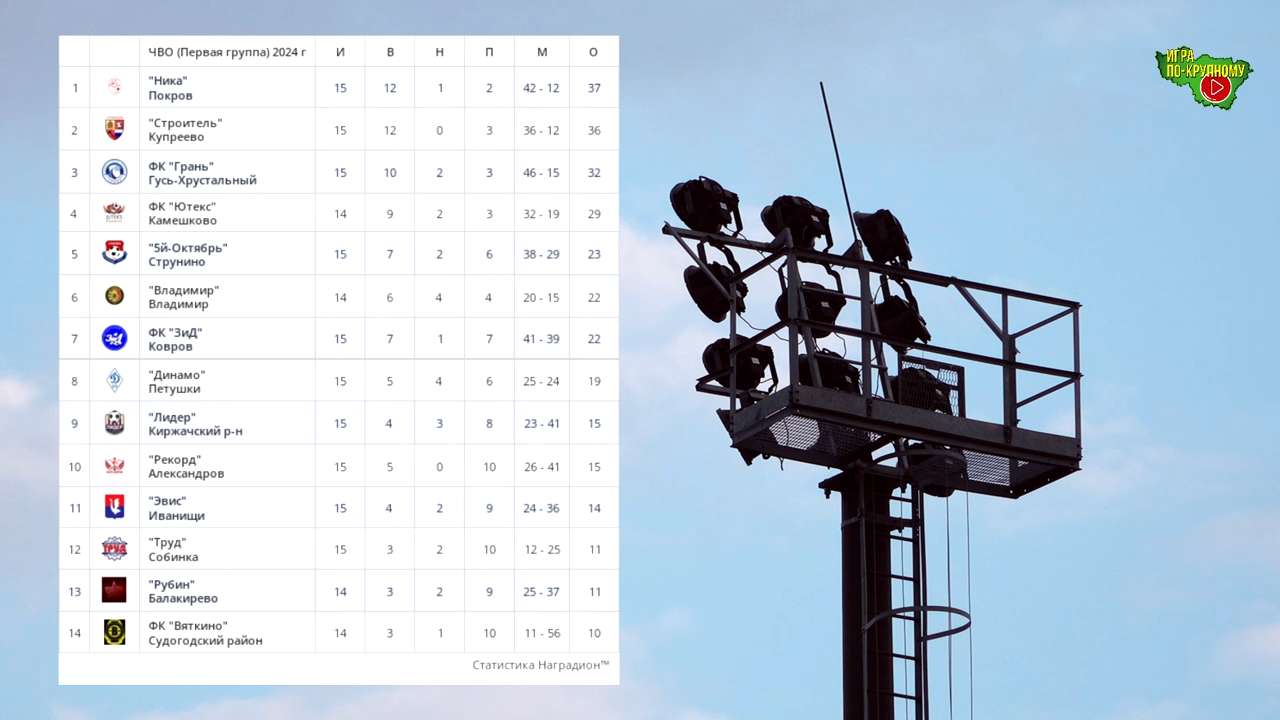 ЧВО (Первая группа) 2024 г И В Н П М О
1 "Ника" Покров 15 12 1 2 42 - 12 37
2 "Строитель" Купреево 15 12 0 3 36 - 12 36
3 ФК "Грань" Гусь-Хрустальный 15 10 2 3 46 - 15 32
4 ФК "Ютекс" Камешково 14 9 2 3 32 - 19 29
5 "5й-Октябрь" Струнино 15 7 2 6 38 - 29 23
6 "Владимир" Владимир 14 6 4 4 20 - 15 22
7 ФК "ЗиД" Ковров 15 7 1 7 41 - 39 22
8 "Динамо" Петушки 15 5 4 6 25 - 24 19
9 "Лидер" Киржачский р-н 15 4 3 8 23 - 41 15
10 "Рекорд" Александров 15 5 0 10 26 - 41 15
11 "Эвис" Иванищи 15 4 2 9 24 - 36 14
12 "Труд" Собинка 15 3 2 10 12 - 25 11
13 "Рубин" Балакирево 14 3 2 9 25 - 37 11
14 ФК "Вяткино" Судогодский район 14 3 1 10 11 - 56 10
Статистика Наградион™
ИГРА
ПО-КРУПНОМУ
ТРУД